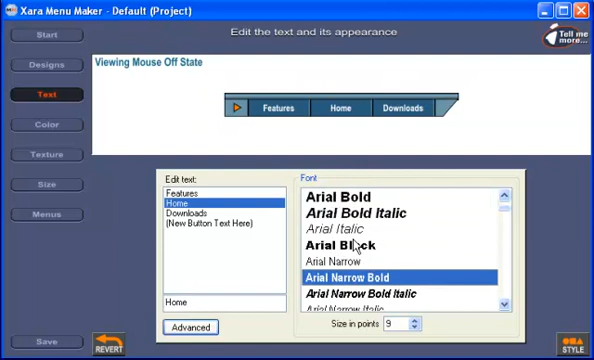 Xara Menu Maker - Default (Project)
Start
Edit the text and its appearance
Tell me more...
Designs
Viewing Mouse Off State
Text
Features Home Downloads
Color
Texture
Size
Menus
Edit text:
Features
Home
Downloads
(New Button Text Here)
Home
Advanced
Font
Arial Bold
Arial Bold Italic
Arial Italic
Arial Black
Arial Narrow
Arial Narrow Bold
Arial Narrow Bold Italic
Arial Narrow Italic
Size in points 9
Save
REVERT
STYLE